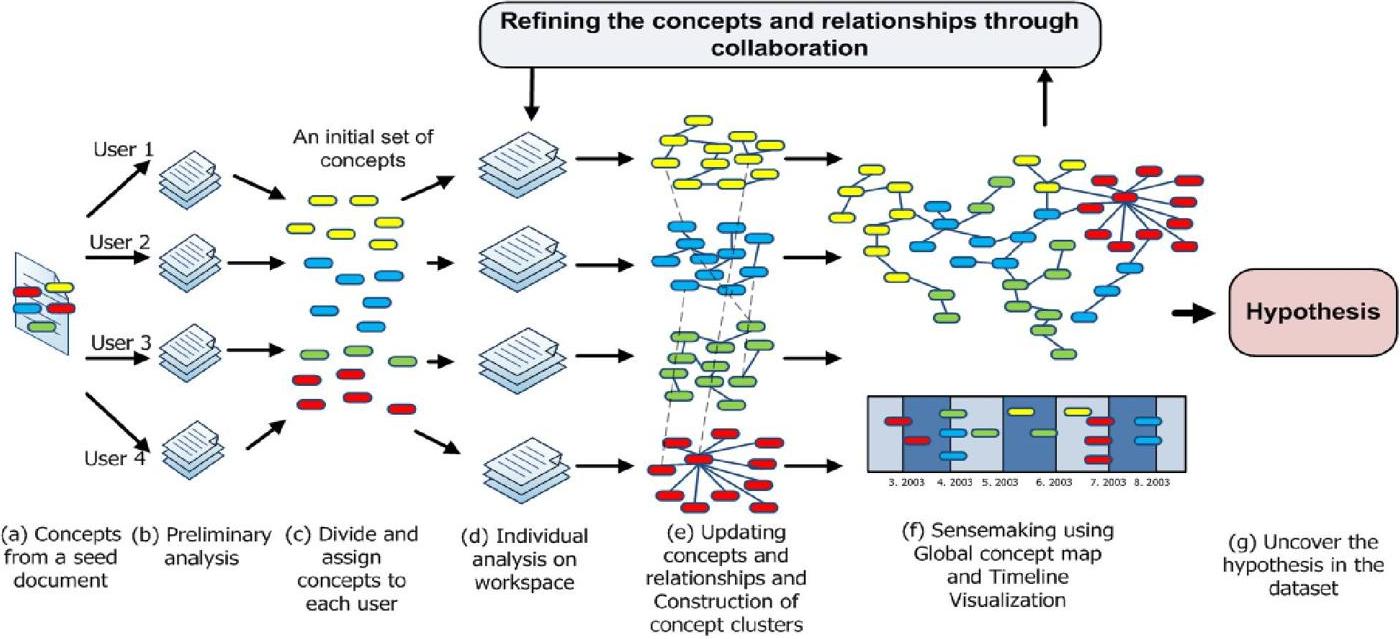 Refining the concepts and relationships through
collaboration
User 1
User 2
User 3
User 4
An initial set of
concepts
Hypothesis
3. 2003 4. 2003 5. 2003 6. 2003 7. 2003 8. 2003
(a) Concepts
from a seed
document
(b) Preliminary
analysis
(c) Divide and
assign
concepts to
each user
(d) Individual
analysis on
workspace
(e) Updating
concepts and
relationships and
Construction of
concept clusters
(f) Sensemaking using
Global concept map
and Timeline
Visualization
(g) Uncover the
hypothesis in the
dataset